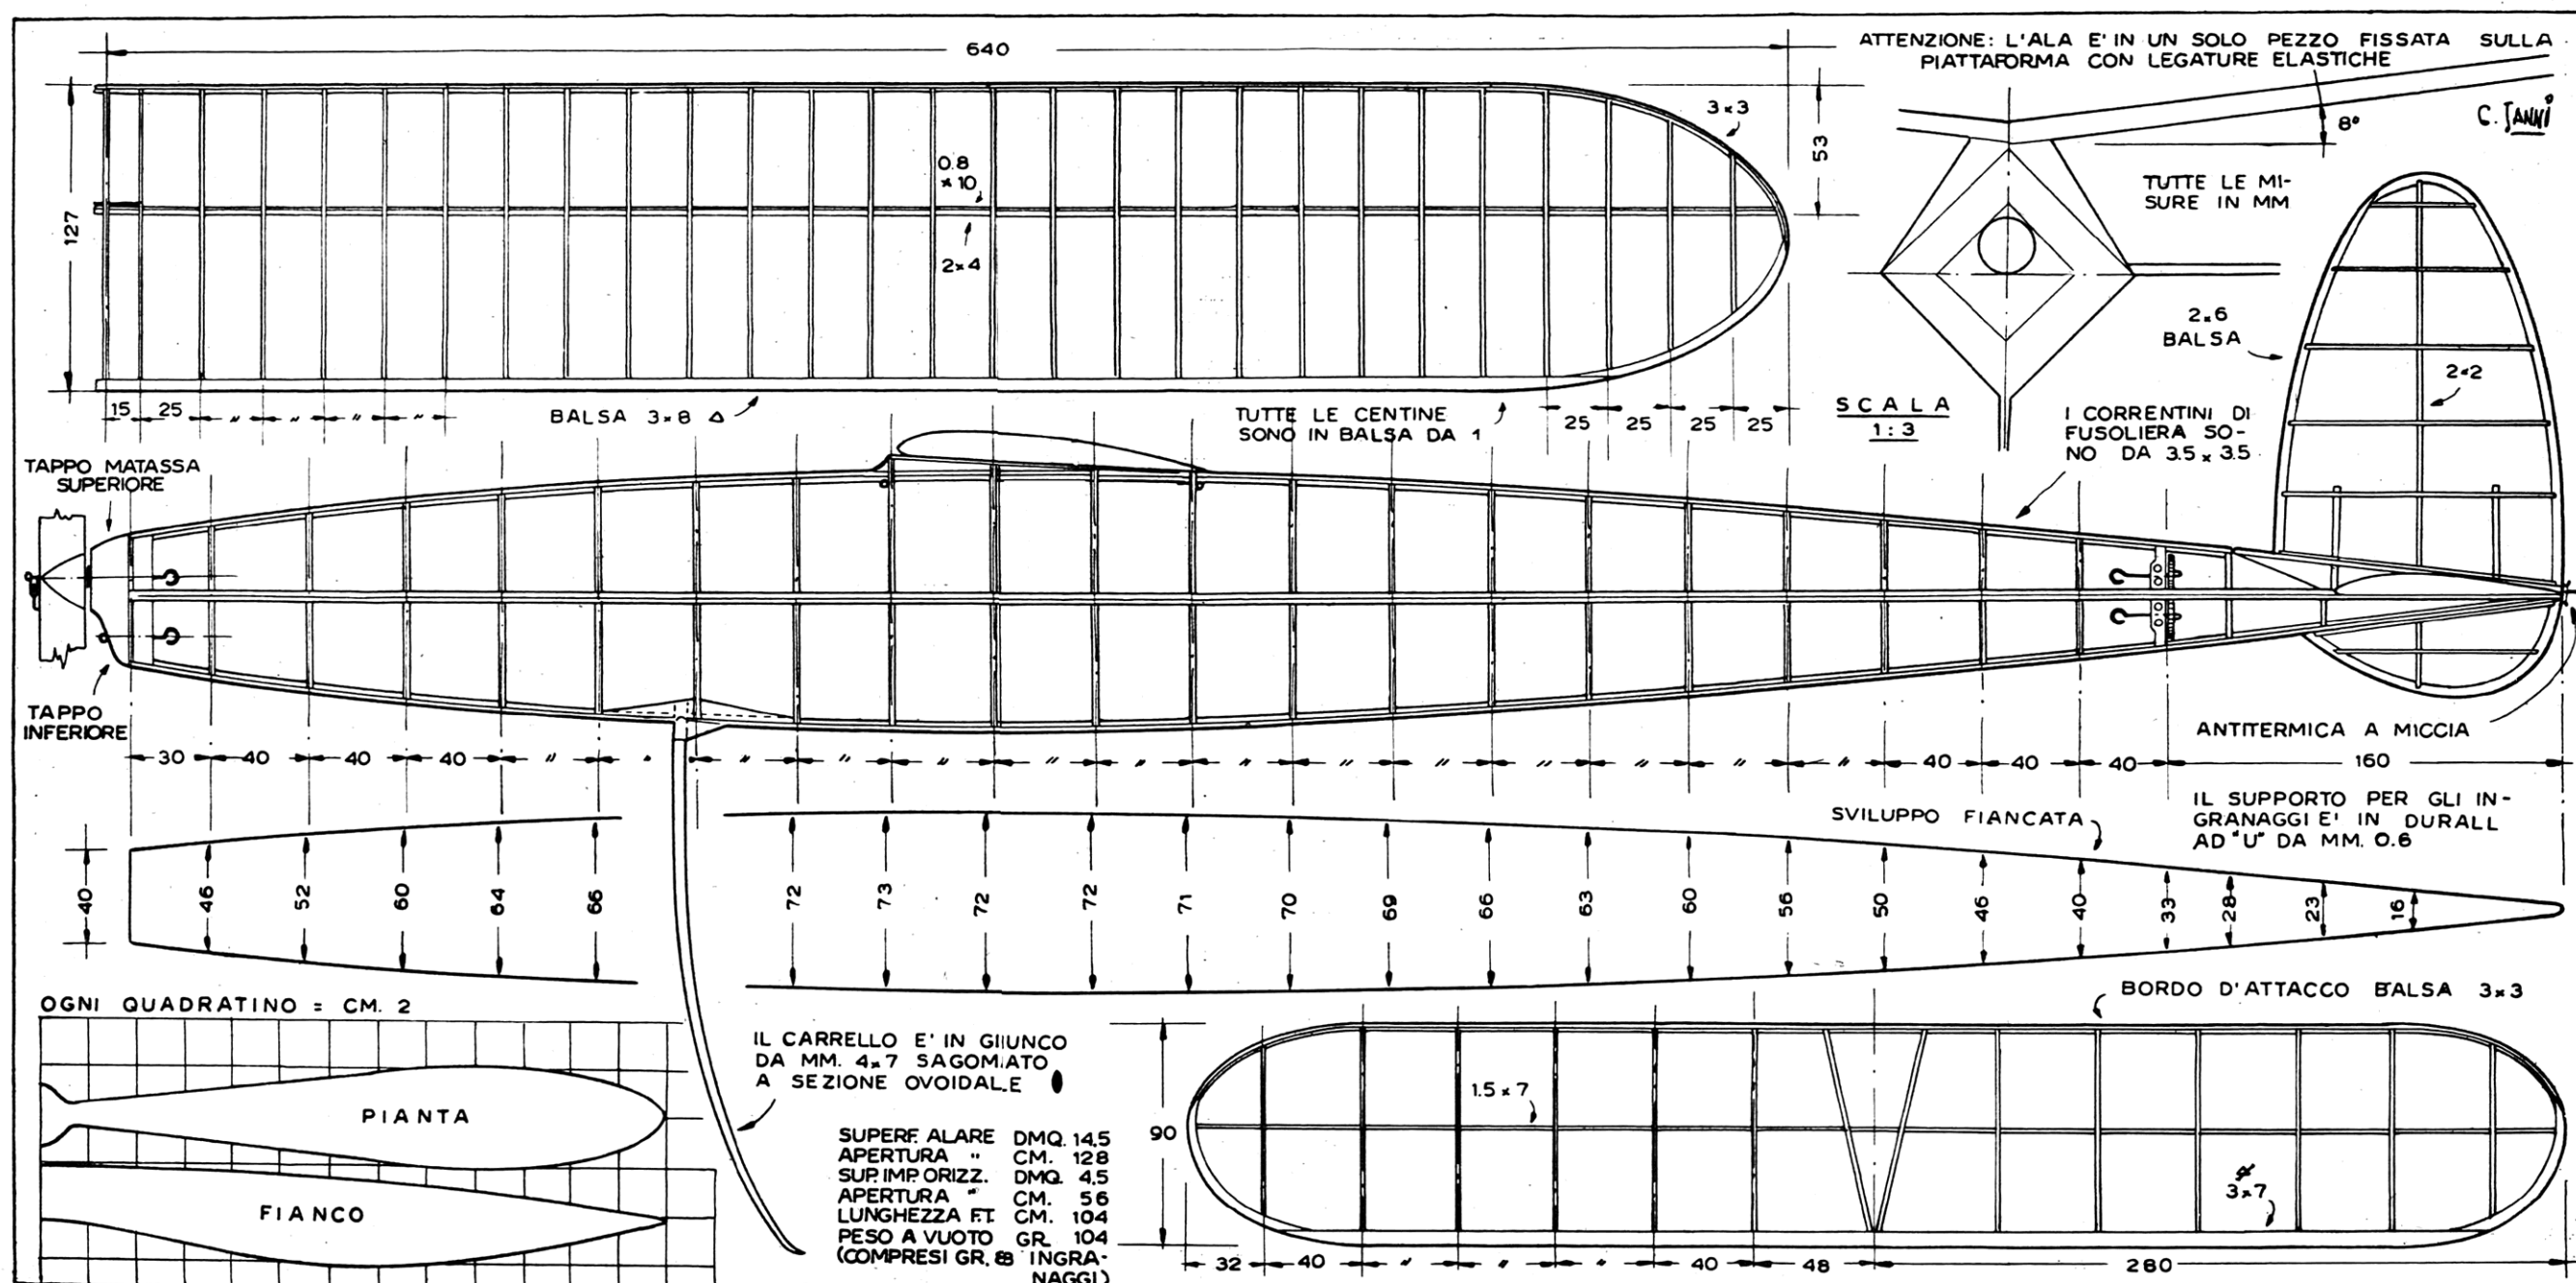 640
ATTENZIONE: L'ALA E' IN UN SOLO PEZZO FISSATA SULLA
PIATTAFORMA CON LEGATURE ELASTICHE
C. JANNÌ
8°
127
3×3
53
0.8
×10
2×4
TUTTE LE MI-
SURE IN MM
2×6
BALSA
2×2
15 25 " " " "
BALSA 3×8 Δ
TUTTE LE CENTINE
SONO IN BALSA DA 1
25 25 25 25
SCALA
1:3
I CORRENTINI DI
FUSOLIERA SO-
NO DA 3.5 × 3.5
TAPPO MATASSA
SUPERIORE
TAPPO
INFERIORE
ANTITERMICA A MICCIA
30 40 40 40 " " " " " " " " " " " " " 40 40 40 160
SVILUPPO FIANCATA
IL SUPPORTO PER GLI IN-
GRANAGGI E' IN DURALL
AD "U" DA MM. 0.6
40 46 52 60 64 66 72 73 72 72 71 70 69 66 63 60 56 50 46 40 33 28 23 16
OGNI QUADRATINO = CM. 2
PIANTA
FIANCO
IL CARRELLO E' IN GIUNCO
DA MM. 4×7 SAGOMATO
A SEZIONE OVOIDALE
SUPERF. ALARE DMQ. 14,5
APERTURA " CM. 128
SUP. IMP. ORIZZ. DMQ. 4,5
APERTURA " CM. 56
LUNGHEZZA F.T. CM. 104
PESO A VUOTO GR. 104
(COMPRESI GR. INGRA-
NAGGI)
BORDO D'ATTACCO BALSA 3×3
90
1.5 × 7
3×7
32 40 " " " 40 48 280